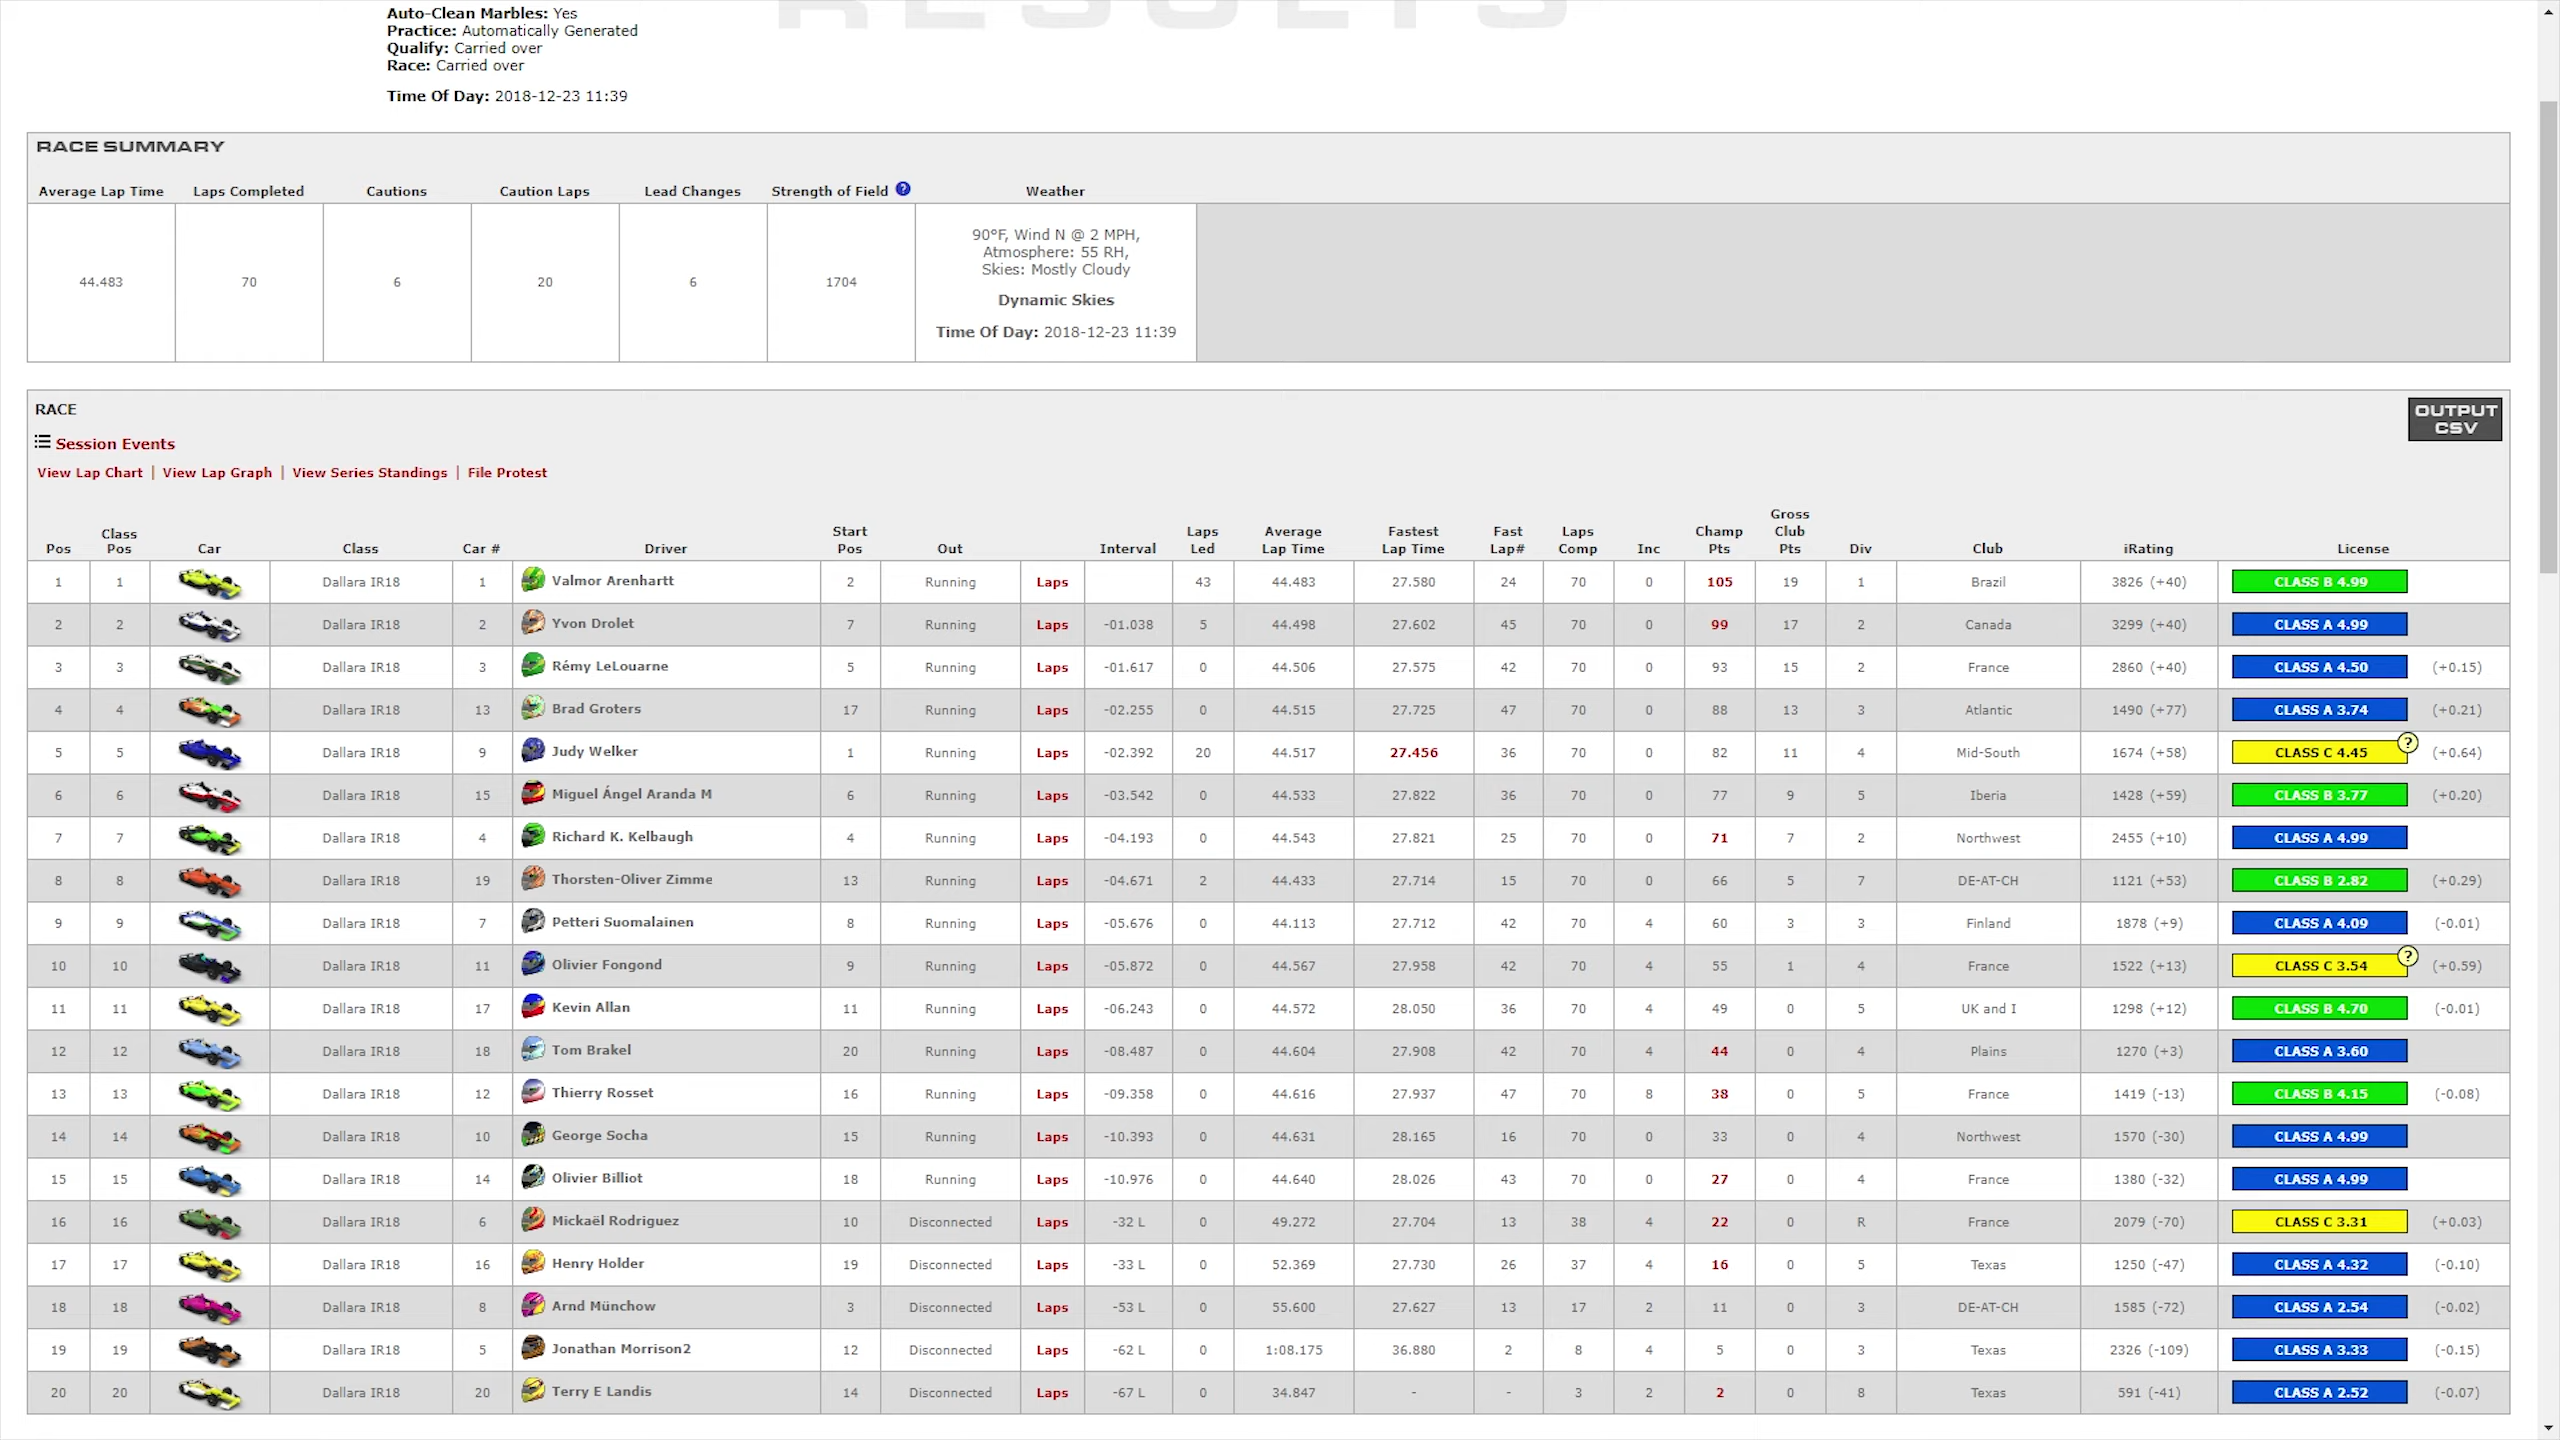 RESULTS
Auto-Clean Marbles: Yes
Practice: Automatically Generated
Qualify: Carried over
Race: Carried over
Time Of Day: 2018-12-23 11:39
RACE SUMMARY
Average Lap Time Laps Completed Cautions Caution Laps Lead Changes Strength of Field ? Weather
44.483 70 6 20 6 1704
90°F, Wind N @ 2 MPH,
Atmosphere: 55 RH,
Skies: Mostly Cloudy
Dynamic Skies
Time Of Day: 2018-12-23 11:39
RACE
OUTPUT
CSV
Session Events
View Lap Chart | View Lap Graph | View Series Standings | File Protest
Pos Class Pos Car Class Car # Driver Start Pos Out Interval Laps Led Average Lap Time Fastest Lap Time Fast Lap# Laps Comp Inc Champ Pts Gross Club Pts Div Club iRating License
1 1 Dallara IR18 1 Valmor Arenhartt 2 Running Laps 43 44.483 27.580 24 70 0 105 19 1 Brazil 3826 (+40) CLASS B 4.99
2 2 Dallara IR18 2 Yvon Drolet 7 Running Laps -01.038 5 44.498 27.602 45 70 0 99 17 2 Canada 3299 (+40) CLASS A 4.99
3 3 Dallara IR18 3 Rémy LeLouarne 5 Running Laps -01.617 0 44.506 27.575 42 70 0 93 15 2 France 2860 (+40) CLASS A 4.50 (+0.15)
4 4 Dallara IR18 13 Brad Groters 17 Running Laps -02.255 0 44.515 27.725 47 70 0 88 13 3 Atlantic 1490 (+77) CLASS A 3.74 (+0.21)
5 5 Dallara IR18 9 Judy Welker 1 Running Laps -02.392 20 44.517 27.456 36 70 0 82 11 4 Mid-South 1674 (+58) CLASS C 4.45 ? (+0.64)
6 6 Dallara IR18 15 Miguel Ángel Aranda M 6 Running Laps -03.542 0 44.533 27.822 36 70 0 77 9 5 Iberia 1428 (+59) CLASS B 3.77 (+0.20)
7 7 Dallara IR18 4 Richard K. Kelbaugh 4 Running Laps -04.193 0 44.543 27.821 25 70 0 71 7 2 Northwest 2455 (+10) CLASS A 4.99
8 8 Dallara IR18 19 Thorsten-Oliver Zimme 13 Running Laps -04.671 2 44.433 27.714 15 70 0 66 5 7 DE-AT-CH 1121 (+53) CLASS B 2.82 (+0.29)
9 9 Dallara IR18 7 Petteri Suomalainen 8 Running Laps -05.676 0 44.113 27.712 42 70 4 60 3 3 Finland 1878 (+9) CLASS A 4.09 (-0.01)
10 10 Dallara IR18 11 Olivier Fongond 9 Running Laps -05.872 0 44.567 27.958 42 70 4 55 1 4 France 1522 (+13) CLASS C 3.54 ? (+0.59)
11 11 Dallara IR18 17 Kevin Allan 11 Running Laps -06.243 0 44.572 28.050 36 70 4 49 0 5 UK and I 1298 (+12) CLASS B 4.70 (-0.01)
12 12 Dallara IR18 18 Tom Brakel 20 Running Laps -08.487 0 44.604 27.908 42 70 4 44 0 4 Plains 1270 (+3) CLASS A 3.60
13 13 Dallara IR18 12 Thierry Rosset 16 Running Laps -09.358 0 44.616 27.937 47 70 8 38 0 5 France 1419 (-13) CLASS B 4.15 (-0.08)
14 14 Dallara IR18 10 George Socha 15 Running Laps -10.393 0 44.631 28.165 16 70 0 33 0 4 Northwest 1570 (-30) CLASS A 4.99
15 15 Dallara IR18 14 Olivier Billiot 18 Running Laps -10.976 0 44.640 28.026 43 70 0 27 0 4 France 1380 (-32) CLASS A 4.99
16 16 Dallara IR18 6 Mickaël Rodriguez 10 Disconnected Laps -32 L 0 49.272 27.704 13 38 4 22 0 R France 2079 (-70) CLASS C 3.31 (+0.03)
17 17 Dallara IR18 16 Henry Holder 19 Disconnected Laps -33 L 0 52.369 27.730 26 37 4 16 0 5 Texas 1250 (-47) CLASS A 4.32 (-0.10)
18 18 Dallara IR18 8 Arnd Münchow 3 Disconnected Laps -53 L 0 55.600 27.627 13 17 2 11 0 3 DE-AT-CH 1585 (-72) CLASS A 2.54 (-0.02)
19 19 Dallara IR18 5 Jonathan Morrison2 12 Disconnected Laps -62 L 0 1:08.175 36.880 2 8 4 5 0 3 Texas 2326 (-109) CLASS A 3.33 (-0.15)
20 20 Dallara IR18 20 Terry E Landis 14 Disconnected Laps -67 L 0 34.847 - - 3 2 2 0 8 Texas 591 (-41) CLASS A 2.52 (-0.07)